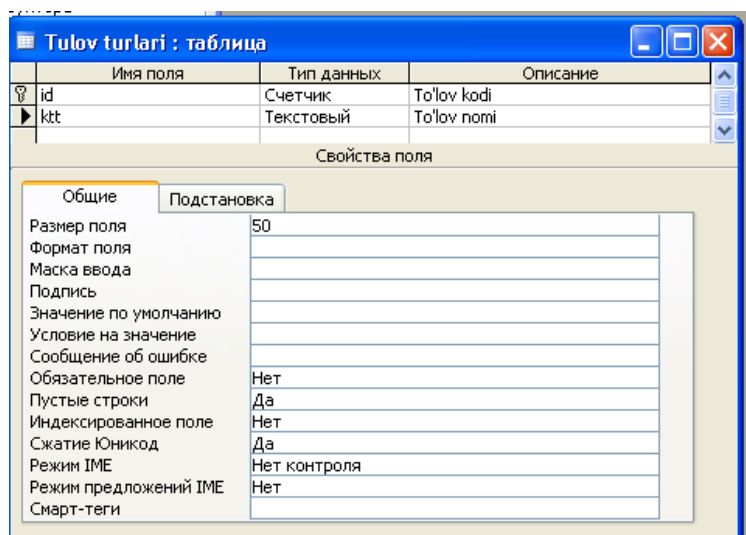 Tulov turlari : таблица
Имя поля Тип данных Описание
id Счетчик To'lov kodi
ktt Текстовый To'lov nomi
Свойства поля
Общие Подстановка
Размер поля 50
Формат поля
Маска ввода
Подпись
Значение по умолчанию
Условие на значение
Сообщение об ошибке
Обязательное поле Нет
Пустые строки Да
Индексированное поле Нет
Сжатие Юникод Да
Режим IME Нет контроля
Режим предложений IME Нет
Смарт-теги